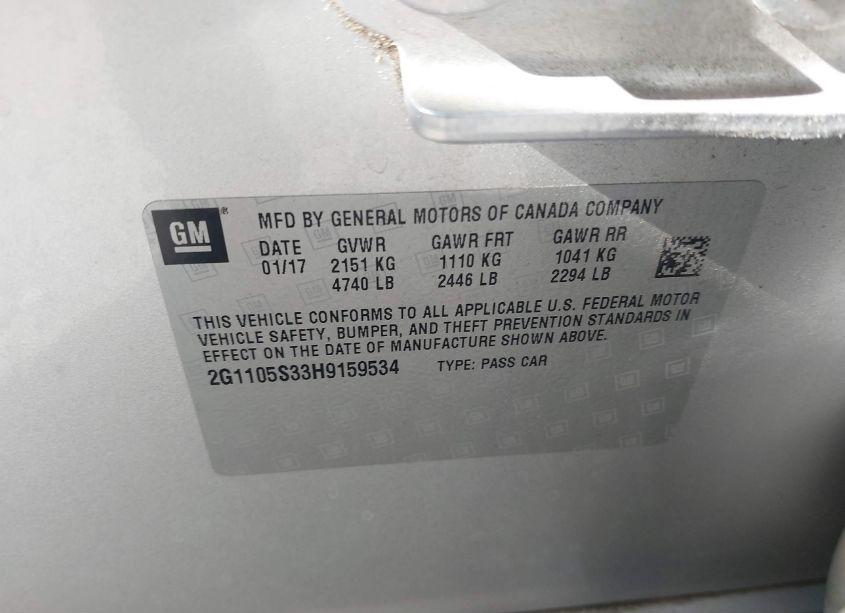 GM ® MFD BY GENERAL MOTORS OF CANADA COMPANY
DATE GVWR GAWR FRT GAWR RR
01/17 2151 KG 1110 KG 1041 KG
4740 LB 2446 LB 2294 LB
THIS VEHICLE CONFORMS TO ALL APPLICABLE U.S. FEDERAL MOTOR
VEHICLE SAFETY, BUMPER, AND THEFT PREVENTION STANDARDS IN
EFFECT ON THE DATE OF MANUFACTURE SHOWN ABOVE.
2G1105S33H9159534 TYPE: PASS CAR